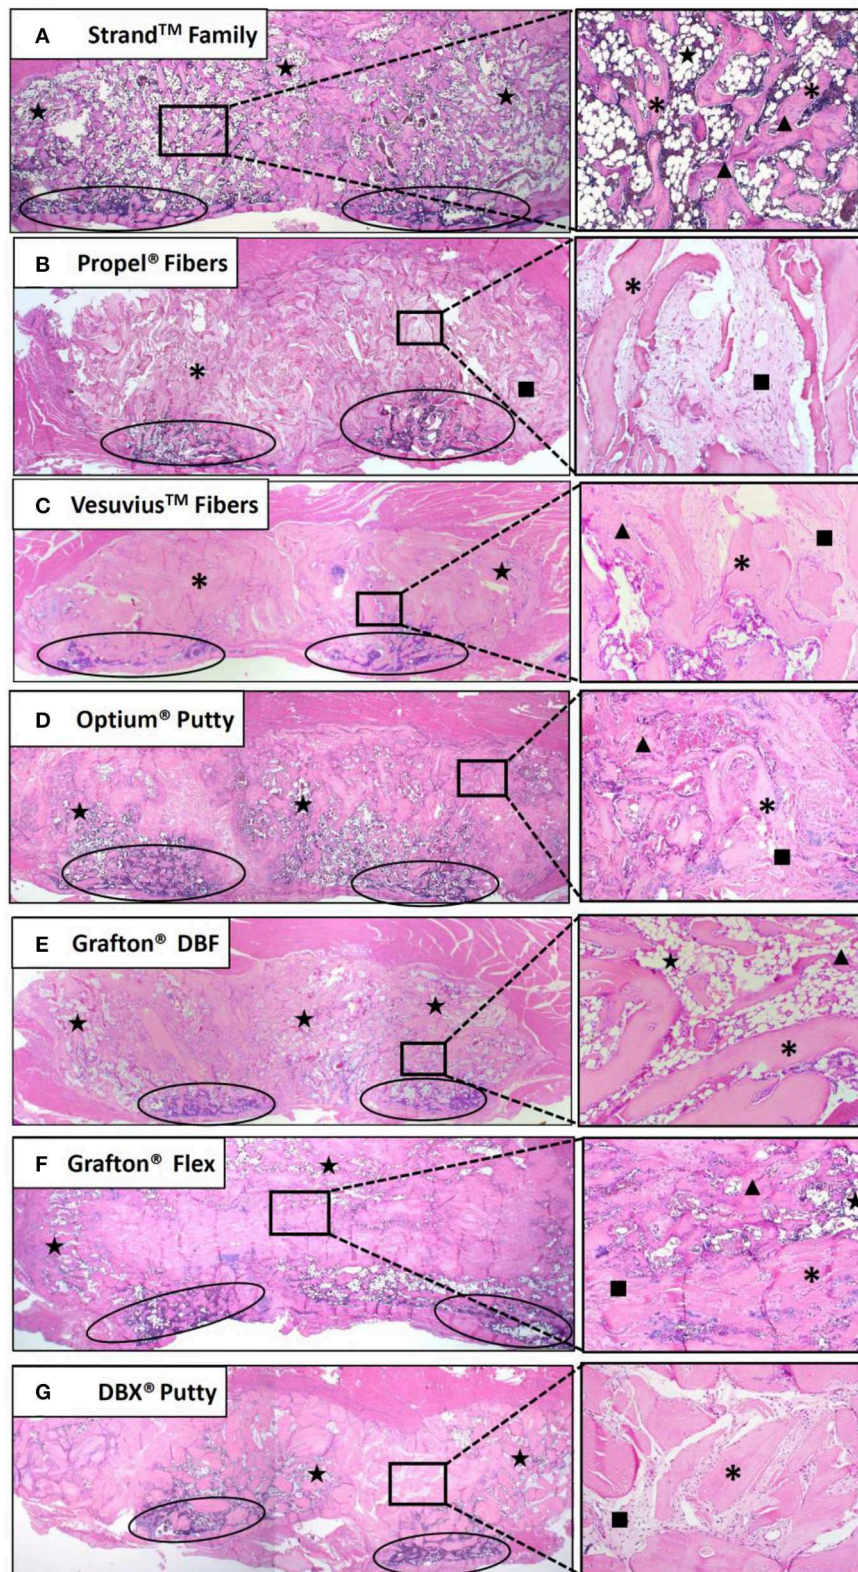 A Strand™ Family
B Propel® Fibers
C Vesuvius™ Fibers
D Optium® Putty
E Grafton® DBF
F Grafton® Flex
G DBX® Putty